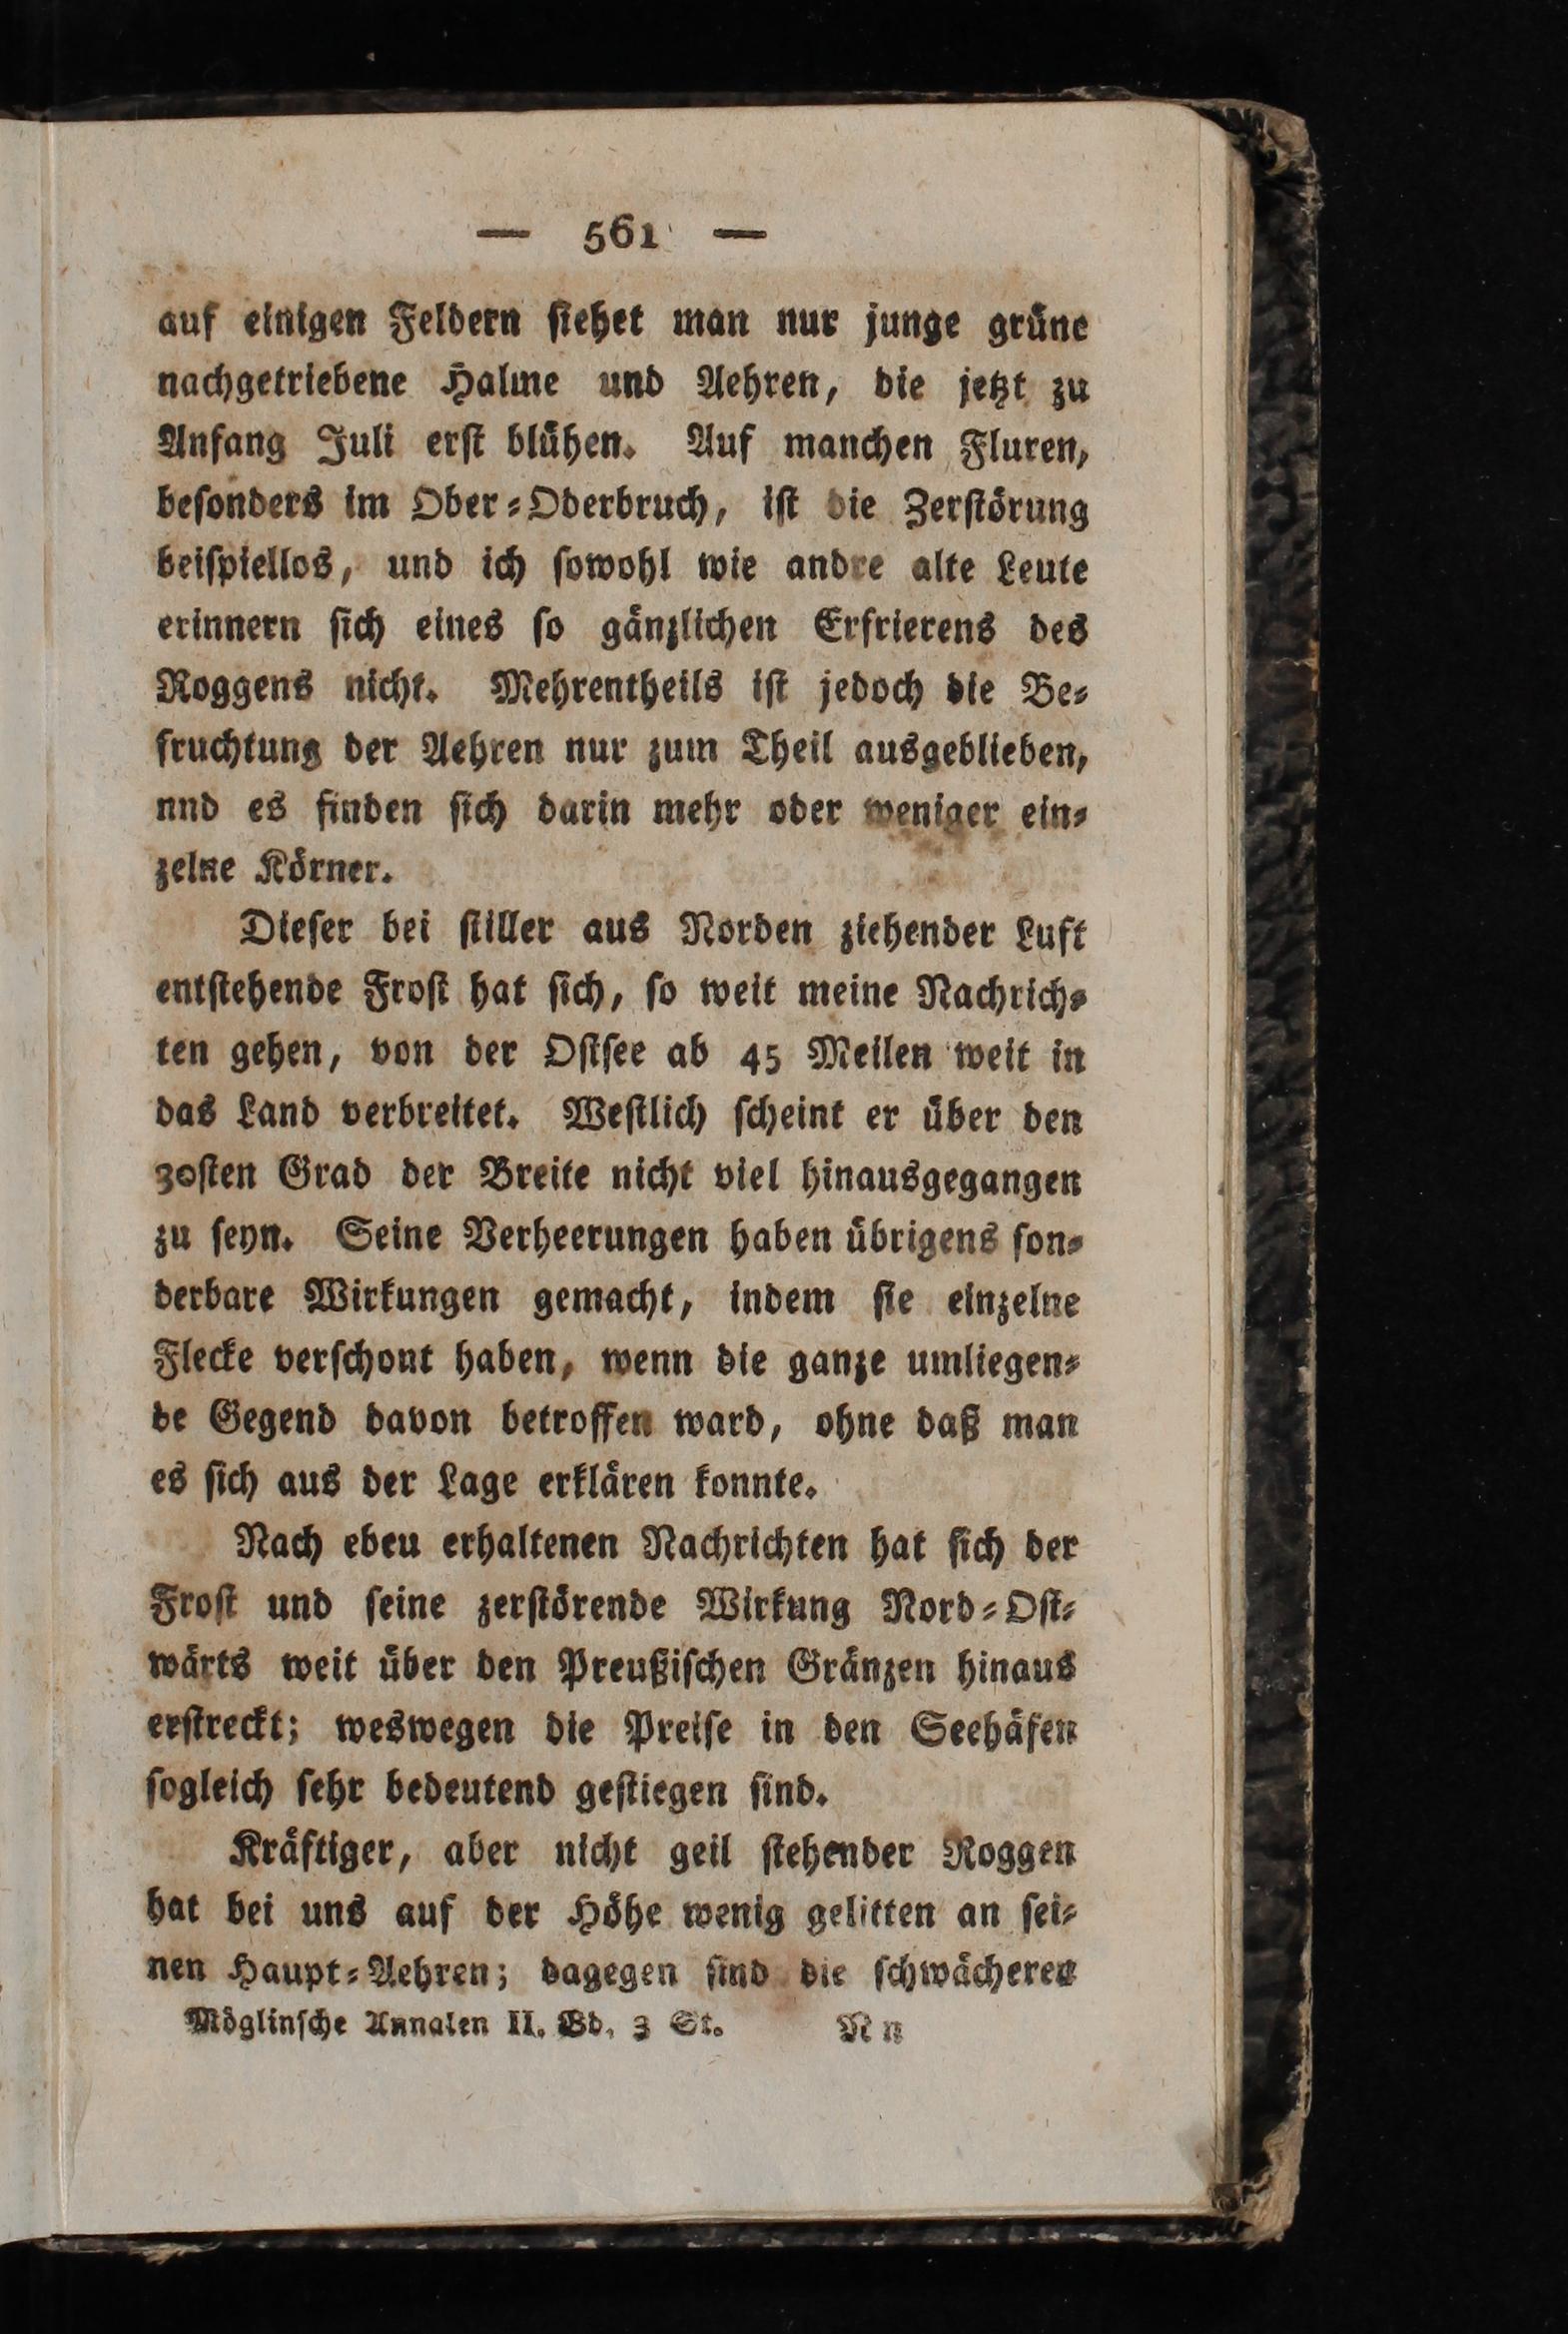 — 561 —
auf einigen Feldern siehet man nur junge grüne
nachgetriebene Halme und Aehren, die jetzt zu
Anfang Juli erst blühen. Auf manchen Fluren,
besonders im Ober-Oderbruch, ist die Zerstörung
beispiellos, und ich sowohl wie andre alte Leute
erinnern sich eines so gänzlichen Erfrierens des
Roggens nicht. Mehrentheils ist jedoch die Be-
fruchtung der Aehren nur zum Theil ausgeblieben,
nnd es finden sich darin mehr oder weniger ein-
zelne Körner.
Dieser bei stiller aus Norden ziehender Luft
entstehende Frost hat sich, so weit meine Nachrich-
ten gehen, von der Ostsee ab 45 Meilen weit in
das Land verbreitet. Westlich scheint er über den
30sten Grad der Breite nicht viel hinausgegangen
zu seyn. Seine Verheerungen haben übrigens son-
derbare Wirkungen gemacht, indem sie einzelne
Flecke verschont haben, wenn die ganze umliegen-
de Gegend davon betroffen ward, ohne daß man
es sich aus der Lage erklären konnte.
Nach ebeu erhaltenen Nachrichten hat sich der
Frost und seine zerstörende Wirkung Nord-Ost-
wärts weit über den Preußischen Gränzen hinaus
erstreckt; weswegen die Preise in den Seehäfen
sogleich sehr bedeutend gestiegen sind.
Kräftiger, aber nicht geil stehender Roggen
hat bei uns auf der Höhe wenig gelitten an sei-
nen Haupt-Aehren; dagegen sind die schwächeren
Möglinsche Annalen II. Bd. 3 St. Nn